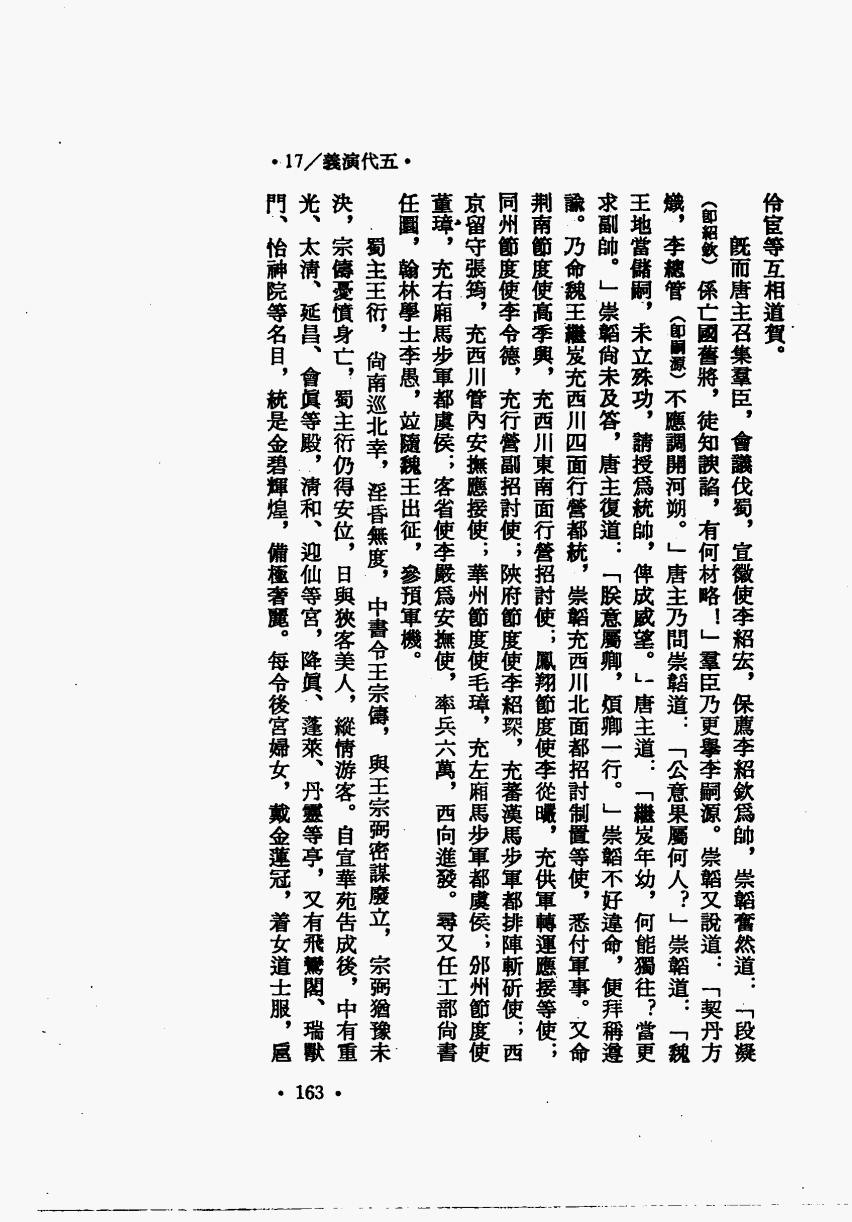 •17／義演代五•
伶宦等互相道賀。
既而唐主召集羣臣，會議伐蜀，宣徽使李紹宏，保薦李紹欽爲帥，崇韜奮然道：「段凝
（卽紹欽）係亡國舊將，徒知諛諂，有何材略！」羣臣乃更舉李嗣源。崇韜又說道：「契丹方
熾，李總管（卽嗣源）不應調開河朔。」唐主乃問崇韜道：「公意果屬何人？」崇韜道：「魏
王地當儲嗣，未立殊功，請授爲統帥，俾成威望。」唐主道：「繼岌年幼，何能獨往？當更
求副帥。」崇韜尙未及答，唐主復道：「朕意屬卿，煩卿一行。」崇韜不好違命，便拜稱遵
諭。乃命魏王繼岌充西川四面行營都統，崇韜充西川北面都招討制置等使，悉付軍事。又命
荆南節度使高季興，充西川東南面行營招討使；鳳翔節度使李從曮，充供軍轉運應接等使；
同州節度使李令德，充行營副招討使；陝府節度使李紹琛，充蕃漢馬步軍都排陣斬斫使；西
京留守張筠，充西川管內安撫應接使；華州節度使毛璋，充左廂馬步軍都虞侯；邠州節度使
董璋，充右廂馬步軍都虞侯；客省使李嚴爲安撫使，率兵六萬，西向進發。尋又任工部尙書
任圜，翰林學士李愚，竝隨魏王出征，參預軍機。
蜀主王衍，尙南巡北幸，淫昏無度，中書令王宗儔，與王宗弼密謀廢立，宗弼猶豫未
決，宗儔憂憤身亡，蜀主衍仍得安位，日與狹客美人，縱情游客。自宣華苑告成後，中有重
光、太淸、延昌、會眞等殿，淸和、迎仙等宮，降眞、蓬萊、丹靈等亭，又有飛鸞閣、瑞獸
門、怡神院等名目，統是金碧輝煌，備極奢麗。每令後宮婦女，戴金蓮冠，着女道士服，扈
•163•